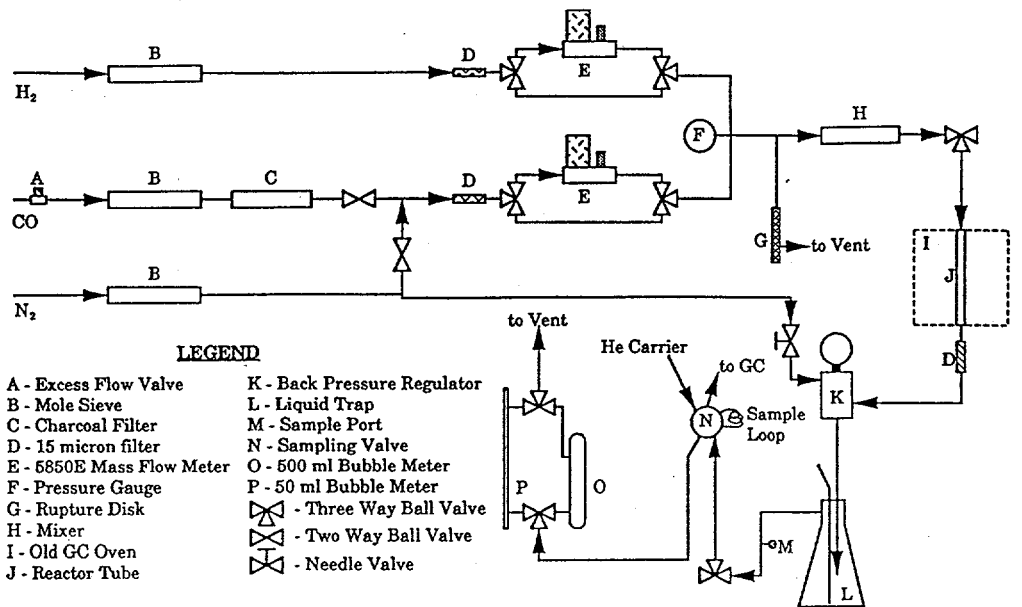 B
D
E
H₂
F
H
A
B
C
D
E
CO
G
to Vent
I
J
B
N₂
D
to Vent
He Carrier
to GC
K
N
Sample
Loop
P
O
M
L
LEGEND
A - Excess Flow Valve
B - Mole Sieve
C - Charcoal Filter
D - 15 micron filter
E - 5850E Mass Flow Meter
F - Pressure Gauge
G - Rupture Disk
H - Mixer
I - Old GC Oven
J - Reactor Tube
K - Back Pressure Regulator
L - Liquid Trap
M - Sample Port
N - Sampling Valve
O - 500 ml Bubble Meter
P - 50 ml Bubble Meter
- Three Way Ball Valve
- Two Way Ball Valve
- Needle Valve